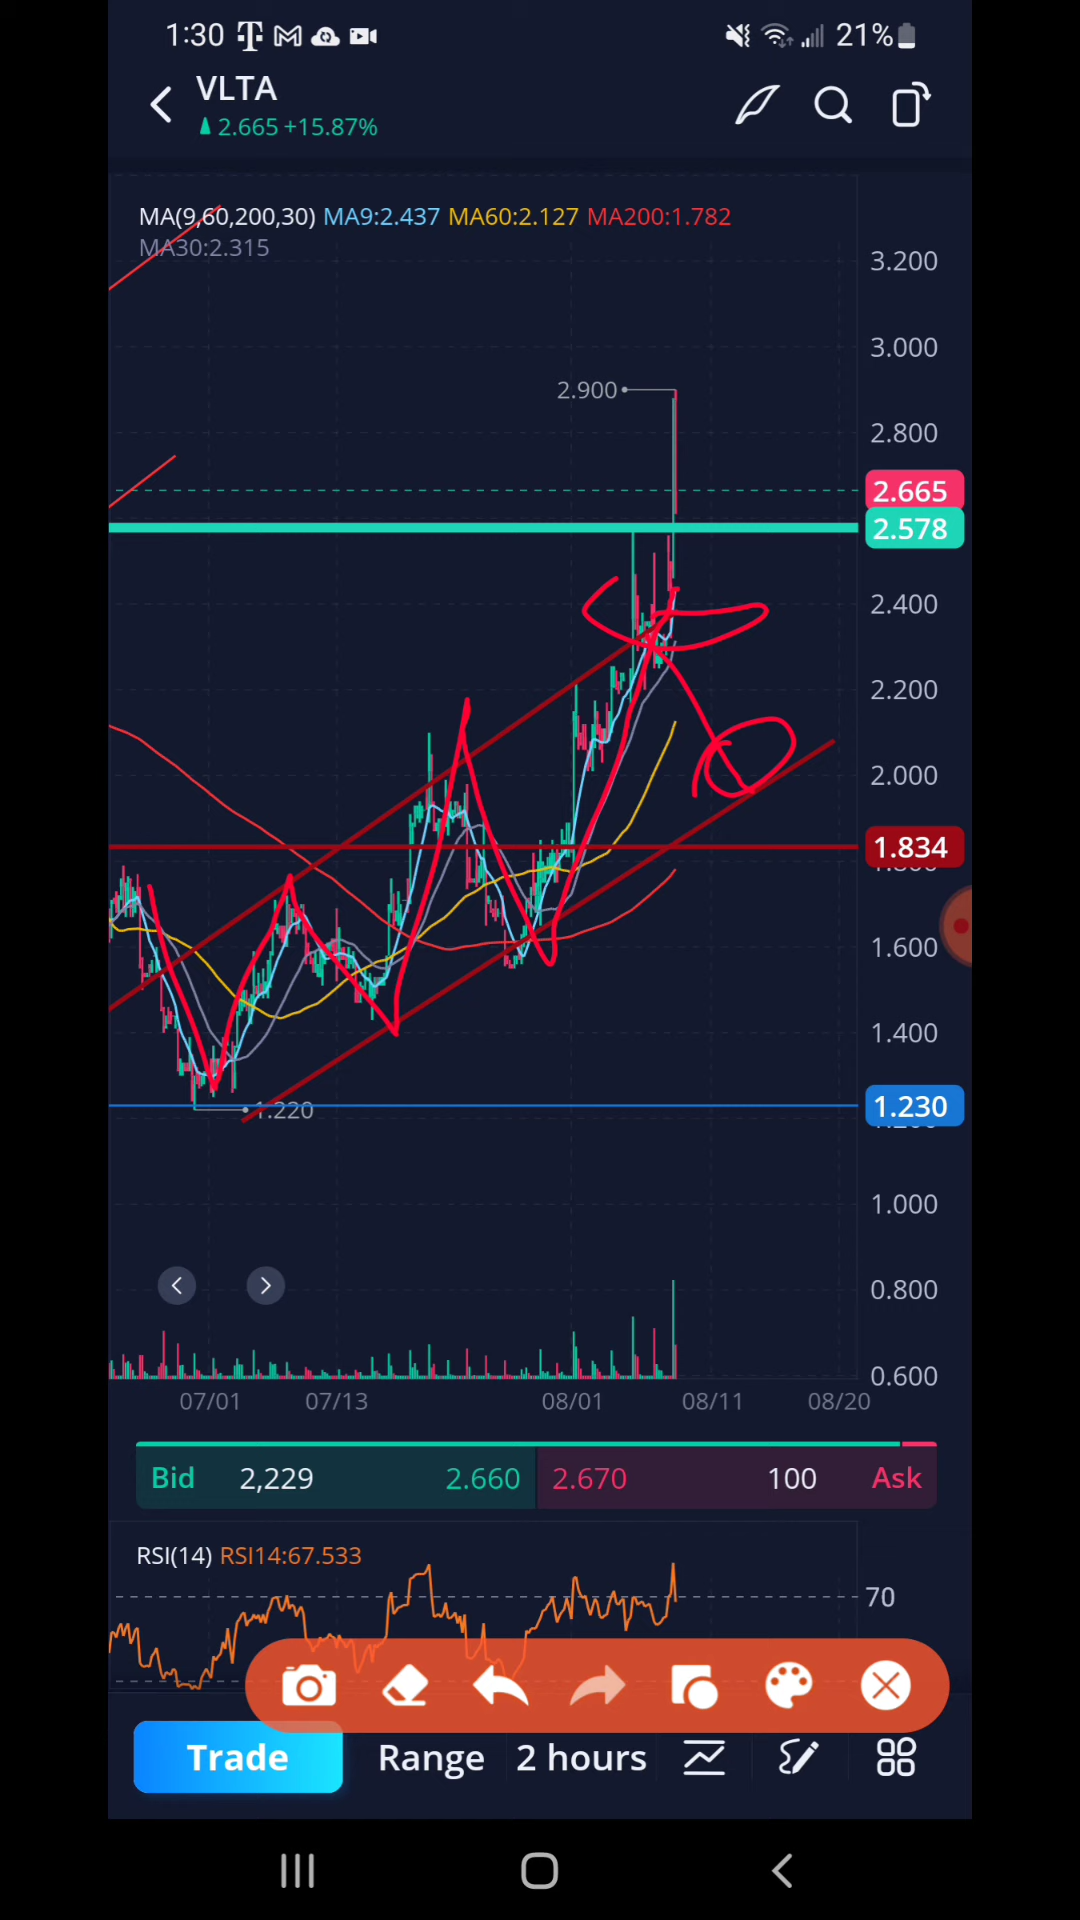 1:30 21%
VLTA
2.665 +15.87%
MA(9,60,200,30) MA9:2.437 MA60:2.127 MA200:1.782
MA30:2.315
3.200
3.000
2.900
2.800
2.665
2.578
2.400
2.200
2.000
1.834
1.600
1.400
1.230
1.220
1.000
0.800
0.600
07/01 07/13 08/01 08/11 08/20
Bid 2,229 2.660 2.670 100 Ask
RSI(14) RSI14:67.533
70
Trade Range 2 hours